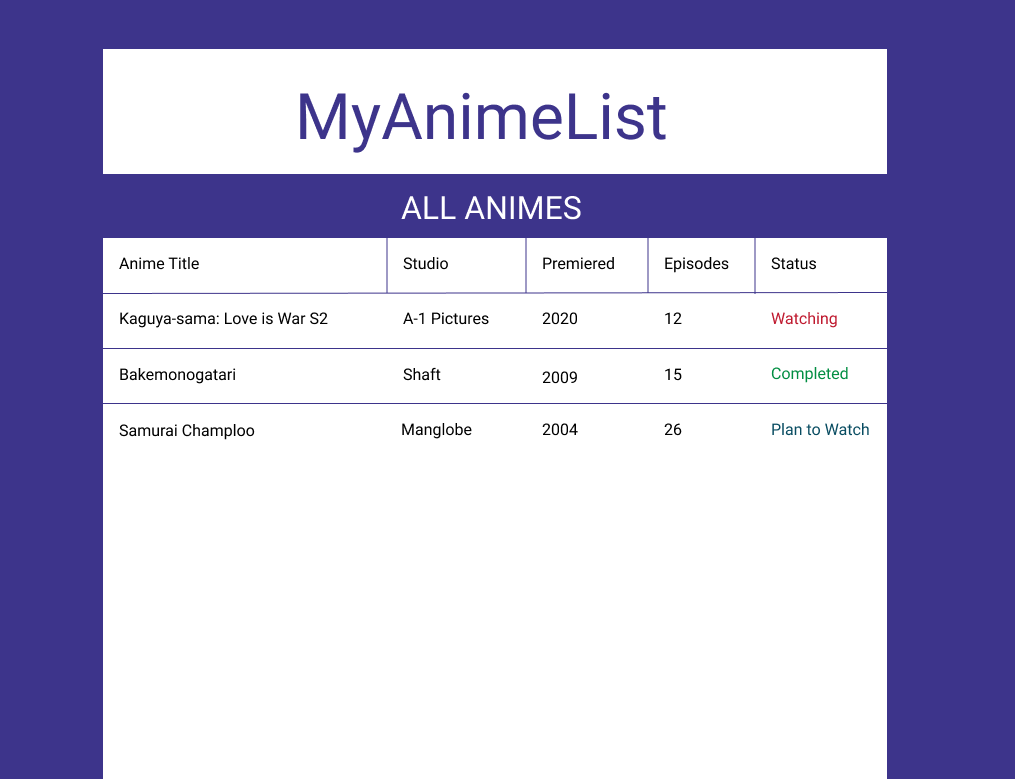 MyAnimeList
ALL ANIMES
Anime Title Studio Premiered Episodes Status
Kaguya-sama: Love is War S2 A-1 Pictures 2020 12 Watching
Bakemonogatari Shaft 2009 15 Completed
Samurai Champloo Manglobe 2004 26 Plan to Watch